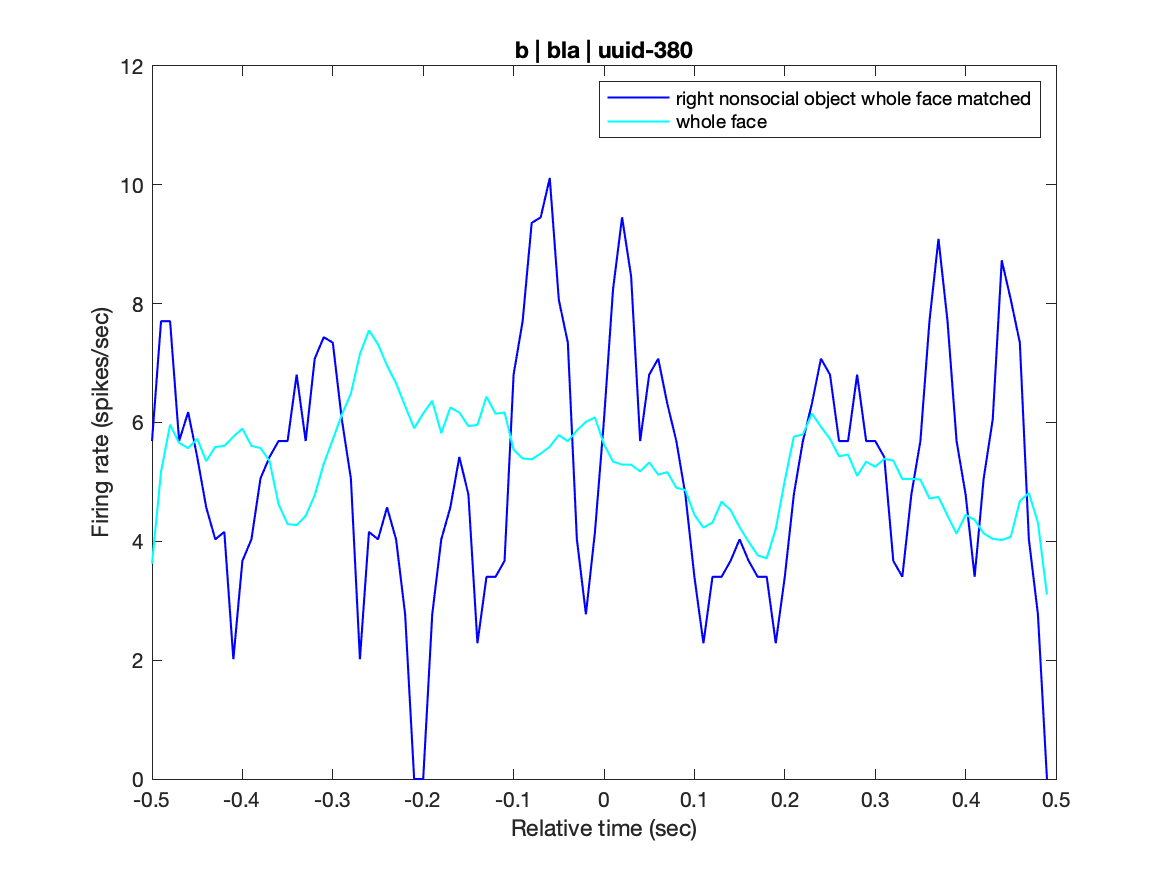 b | bla | uuid-380
right nonsocial object whole face matched
whole face
Firing rate (spikes/sec)
12
10
8
6
4
2
0
-0.5 -0.4 -0.3 -0.2 -0.1 0 0.1 0.2 0.3 0.4 0.5
Relative time (sec)